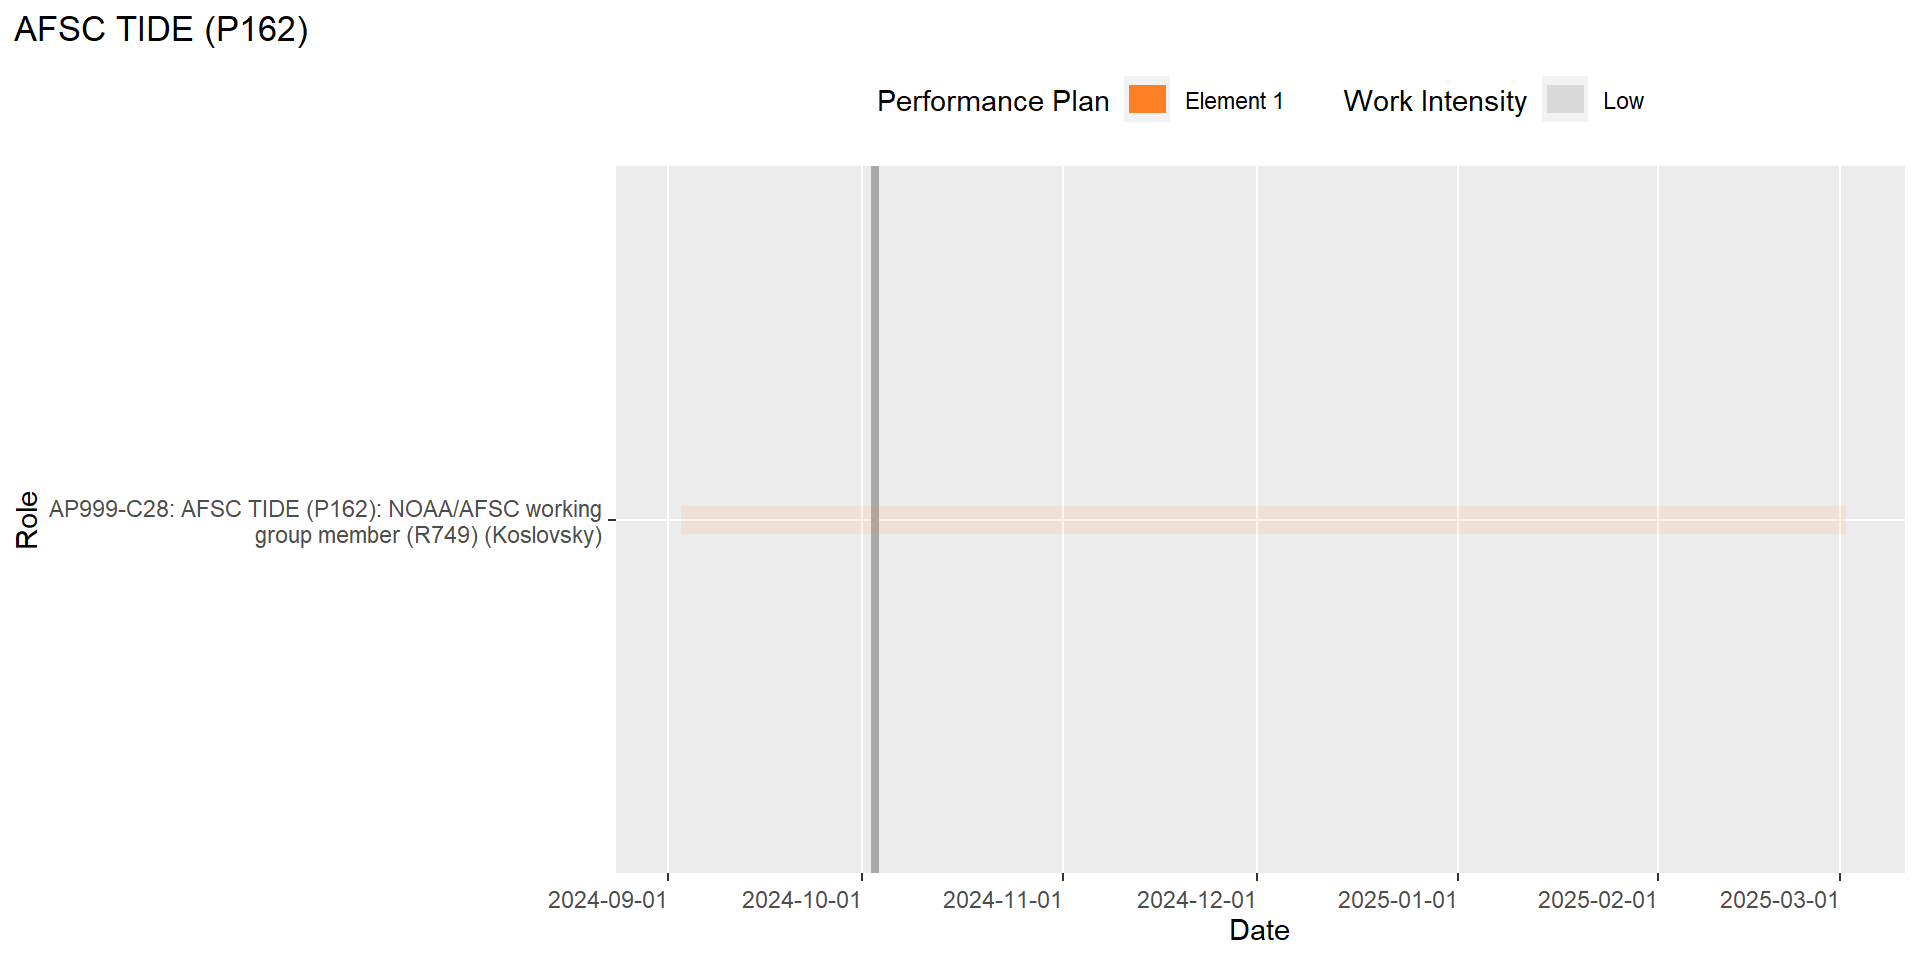 AFSC TIDE (P162)
Performance Plan
Element 1
Work Intensity
Low
Role
AP999-C28: AFSC TIDE (P162): NOAA/AFSC working
group member (R749) (Koslovsky)
2024-09-01
2024-10-01
2024-11-01
2024-12-01
2025-01-01
2025-02-01
2025-03-01
Date